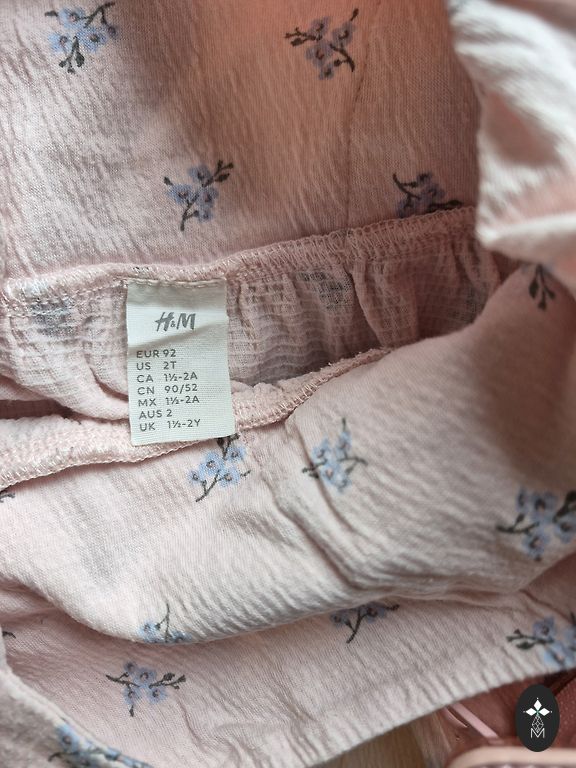 H&M
EUR 92
US 2T
CA 1½-2A
CN 90/52
MX 1½-2A
AUS 2
UK 1½-2Y
M